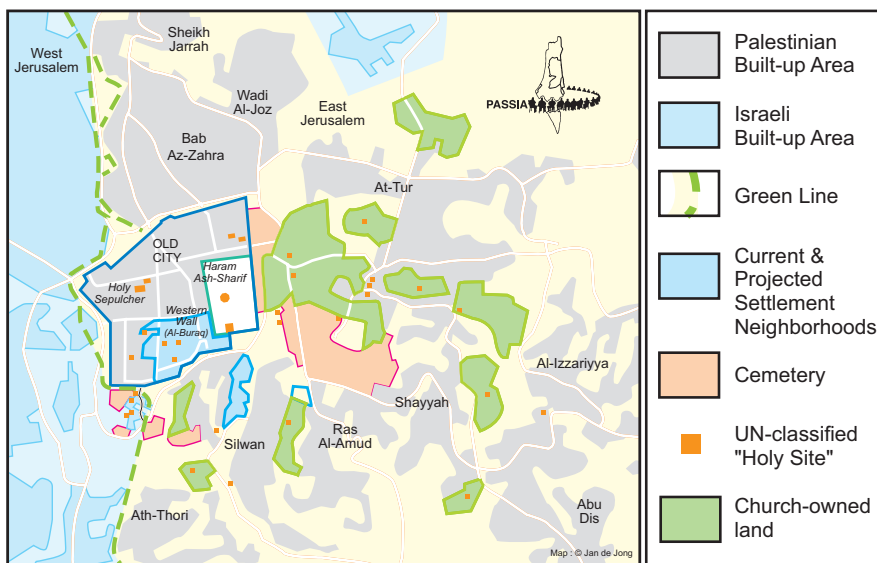 West
Jerusalem
Sheikh
Jarrah
Wadi
Al-Joz
East
Jerusalem
PASSIA
Bab
Az-Zahra
At-Tur
OLD
CITY
Haram
Ash-Sharif
Holy
Sepulcher
Western
Wall
(Al-Buraq)
Al-Izzariyya
Shayyah
Ras
Al-Amud
Silwan
Ath-Thori
Abu
Dis
Map : © Jan de Jong
Palestinian
Built-up Area
Israeli
Built-up Area
Green Line
Current &
Projected
Settlement
Neighborhoods
Cemetery
UN-classified
"Holy Site"
Church-owned
land